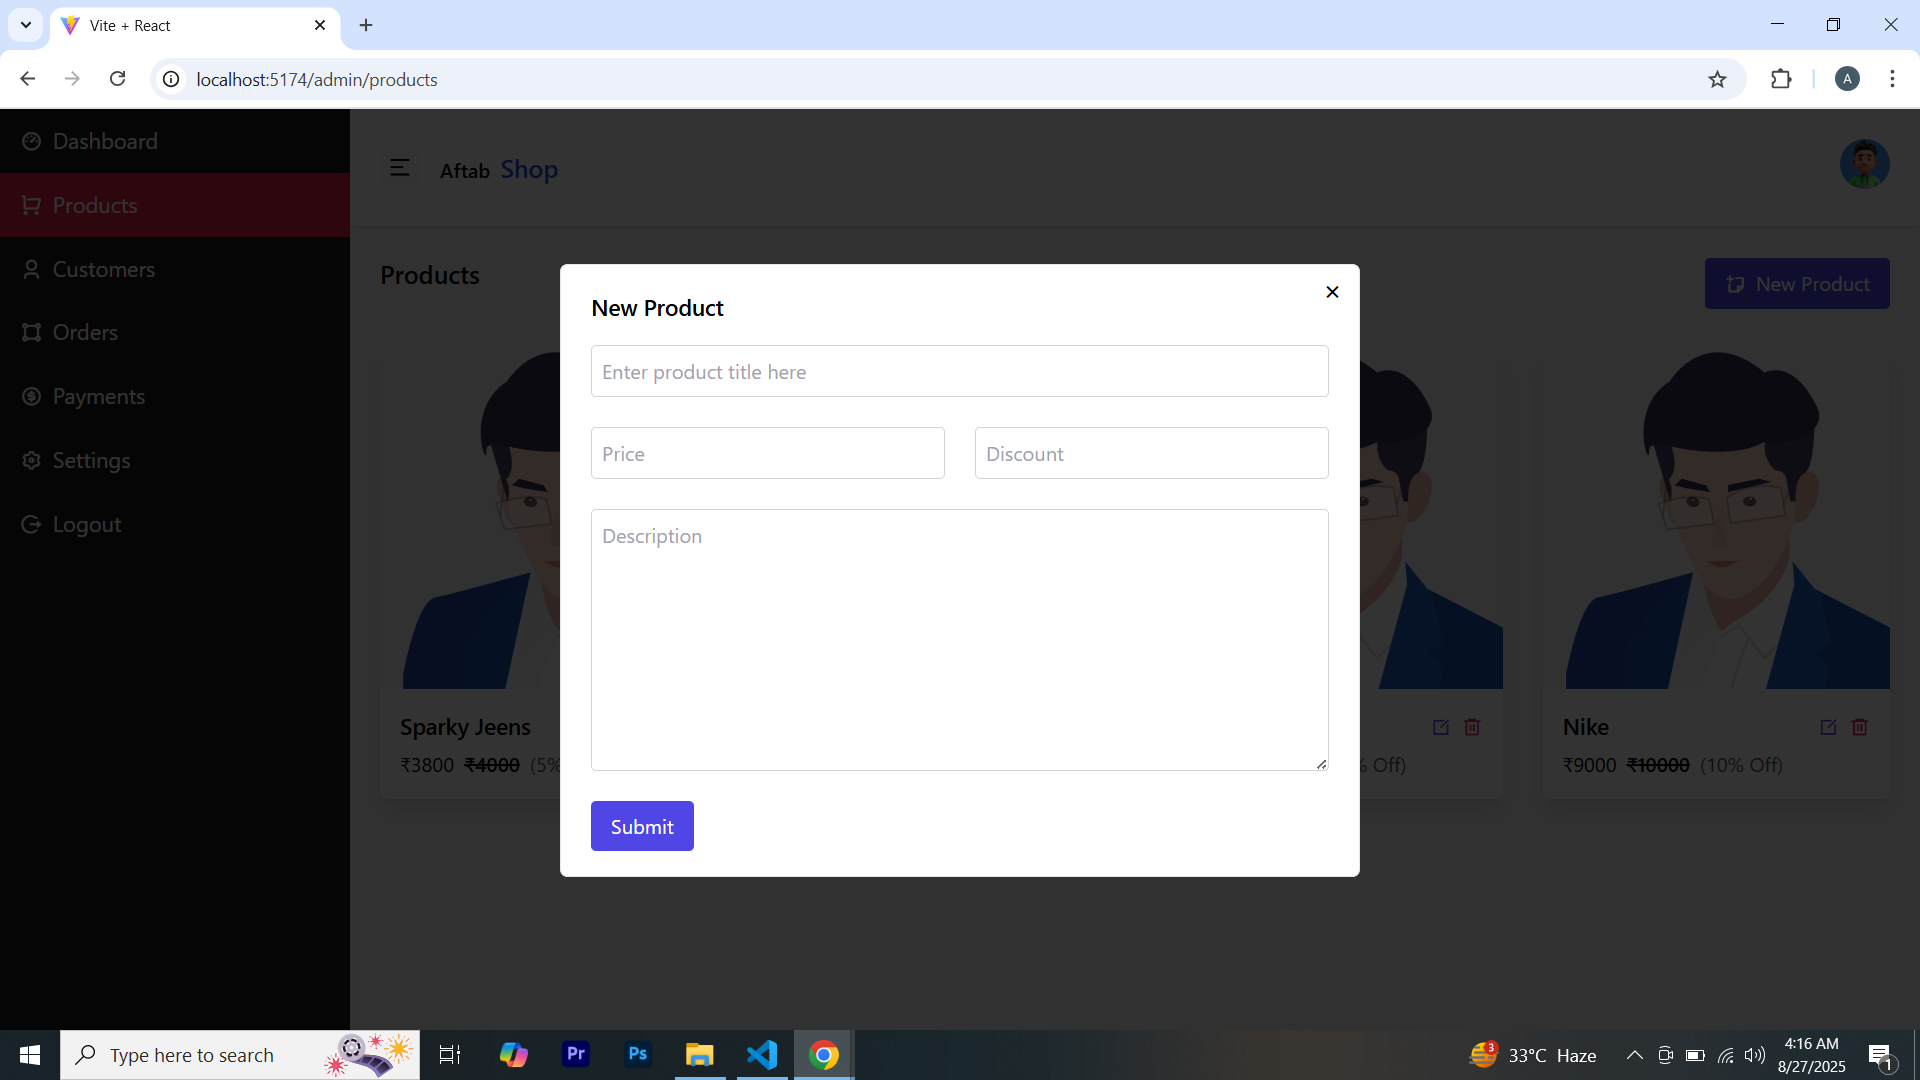 Vite + React
localhost:5174/admin/products
A
Dashboard
Products
Customers
Orders
Payments
Settings
Logout
Aftab Shop
Products
New Product
New Product
Enter product title here
Price
Discount
Description
Submit
Sparky Jeens
₹3800 ₹4000 (5%
% Off)
Nike
₹9000 ₹10000 (10% Off)
Type here to search
Pr
Ps
3
33°C Haze
4:16 AM
8/27/2025
1